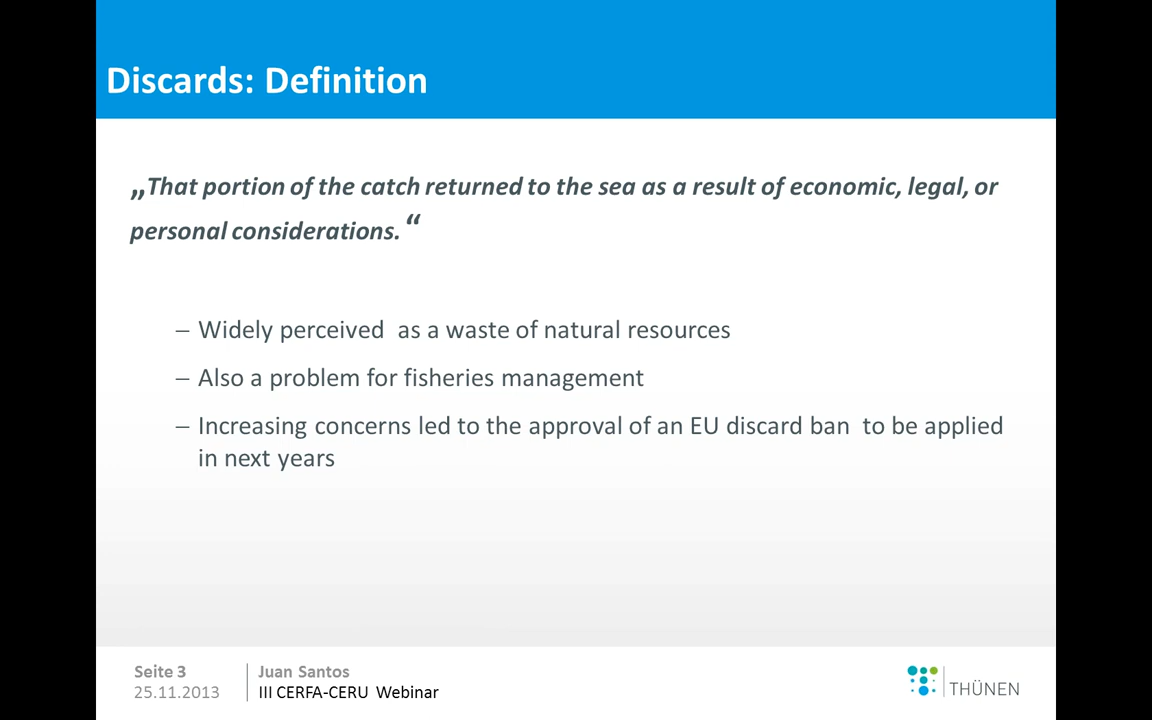 Discards: Definition
„That portion of the catch returned to the sea as a result of economic, legal, or
personal considerations.“
– Widely perceived  as a waste of natural resources
– Also a problem for fisheries management
– Increasing concerns led to the approval of an EU discard ban  to be applied
in next years
Seite 3
25.11.2013
Juan Santos
III CERFA-CERU Webinar
THÜNEN